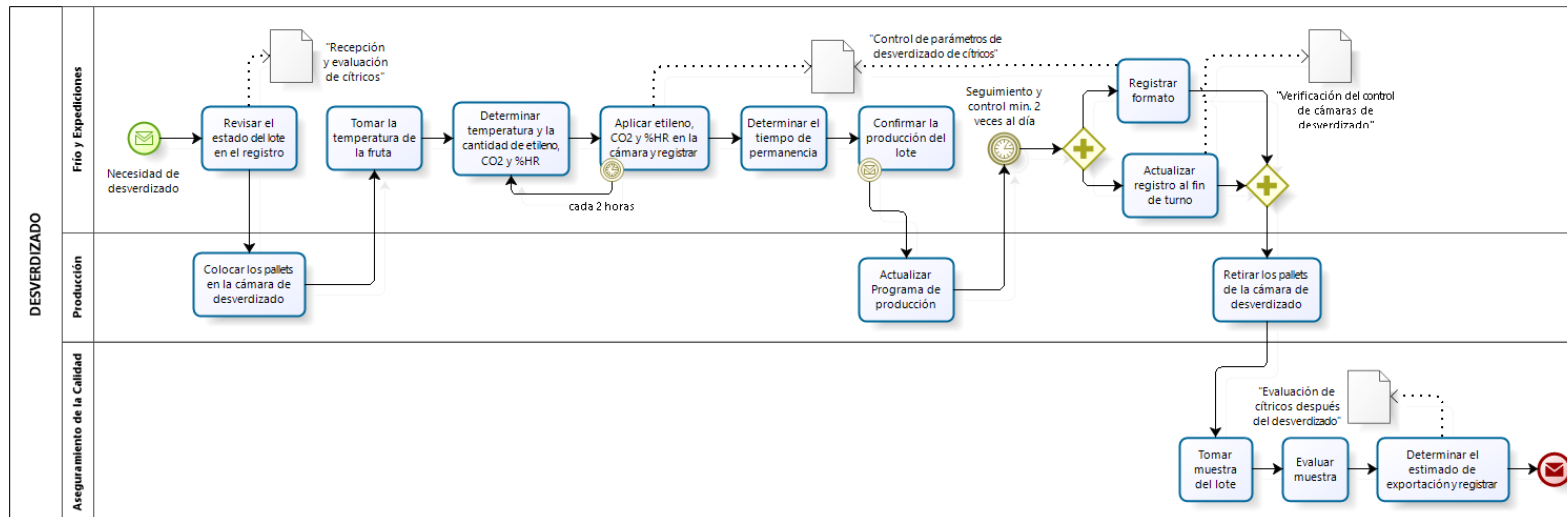 DESVERDIZADO
Frío y Expediciones
Necesidad de
desverdizado
Revisar el
estado del lote
en el registro
"Recepción
y evaluación
de cítricos"
Tomar la
temperatura de
la fruta
Determinar
temperatura y la
cantidad de etileno,
CO2 y %HR
Aplicar etileno,
CO2 y %HR en la
cámara y registrar
cada 2 horas
"Control de parámetros de
desverdizado de cítricos"
Determinar el
tiempo de
permanencia
Confirmar la
producción del
lote
Seguimiento y
control min. 2
veces al día
Registrar
formato
Actualizar
registro al fin
de turno
"Verificación del control
de cámaras de
desverdizado"
Producción
Colocar los pallets
en la cámara de
desverdizado
Actualizar
Programa de
producción
Retirar los pallets
de la cámara de
desverdizado
Aseguramiento de la Calidad
"Evaluación de
cítricos después
del desverdizado"
Tomar
muestra
del lote
Evaluar
muestra
Determinar el
estimado de
exportación y registrar